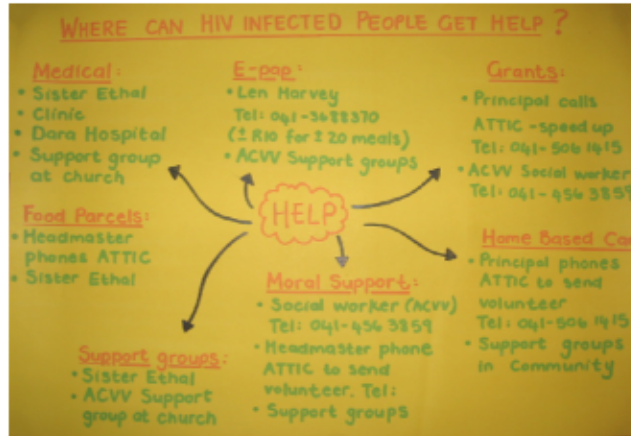 WHERE CAN HIV INFECTED PEOPLE GET HELP?
Medical:
• Sister Ethal
• Clinic
• Dora Hospital
• Support group
at church
E-pap:
• Len Harvey
Tel: 041-3688370
(± R10 for ± 20 meals)
• ACVV Support groups
Grants:
• Principal calls
ATTIC - speed up
Tel: 041-506 1415
• ACVV Social worker
Tel: 041-456 3859
HELP
Food Parcels:
• Headmaster
phones ATTIC
• Sister Ethal
Home Based Ca
• Principal phones
ATTIC to send
volunteer
Tel: 041-506 1415
• Support groups
in Community
Moral Support:
• Social worker (ACVV)
Tel: 041-456 3859
• Headmaster phone
ATTIC to send
volunteer, Tel:
• Support groups
Support groups:
• Sister Ethal
• ACVV Support
group at church